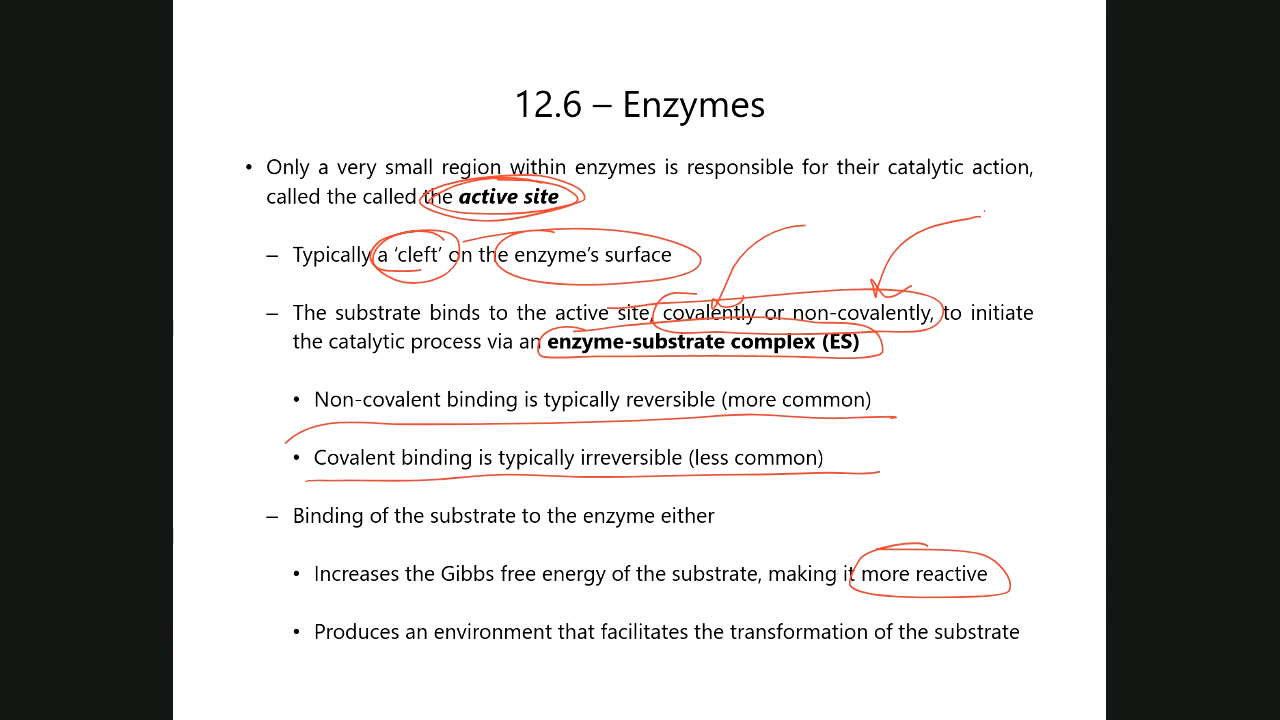 12.6 – Enzymes
• Only a very small region within enzymes is responsible for their catalytic action,
called the called the active site
– Typically a ‘cleft’ on the enzyme’s surface
– The substrate binds to the active site, covalently or non-covalently, to initiate
the catalytic process via an enzyme-substrate complex (ES)
• Non-covalent binding is typically reversible (more common)
• Covalent binding is typically irreversible (less common)
– Binding of the substrate to the enzyme either
• Increases the Gibbs free energy of the substrate, making it more reactive
• Produces an environment that facilitates the transformation of the substrate